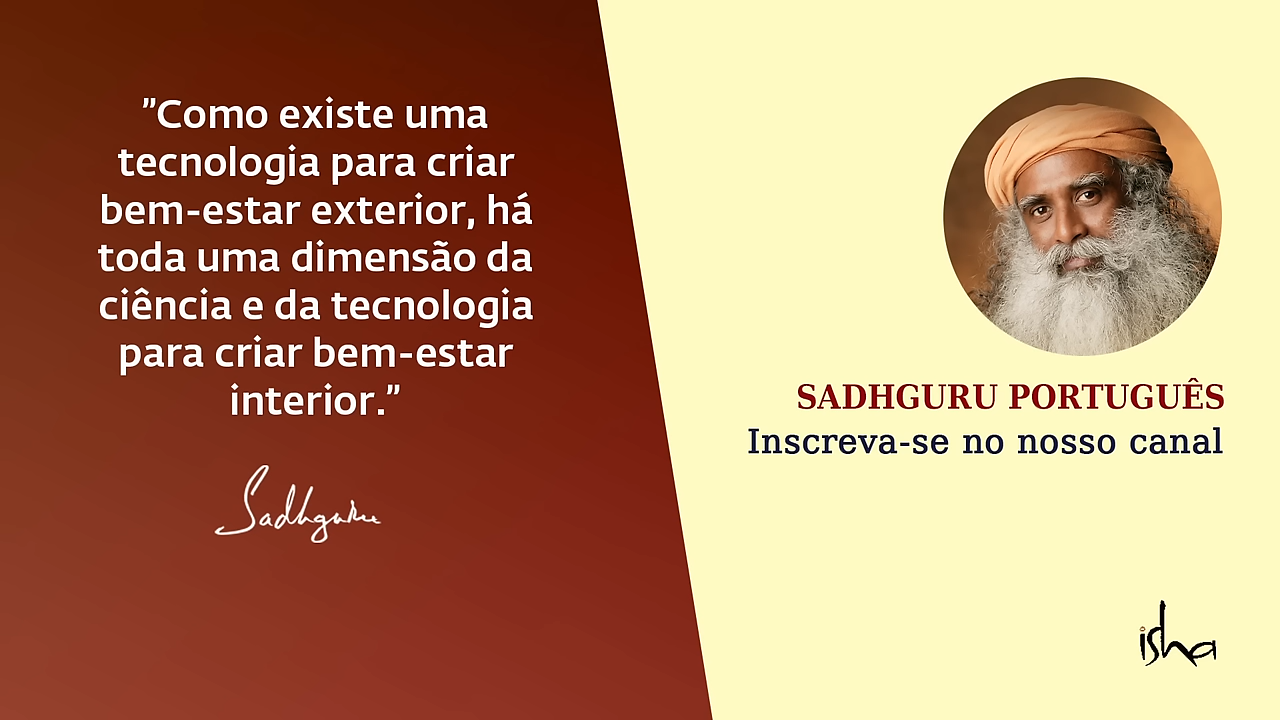 ”Como existe uma
tecnologia para criar
bem-estar exterior, há
toda uma dimensão da
ciência e da tecnologia
para criar bem-estar
interior.”
Sadhguru
SADHGURU PORTUGUÊS
Inscreva-se no nosso canal
isha